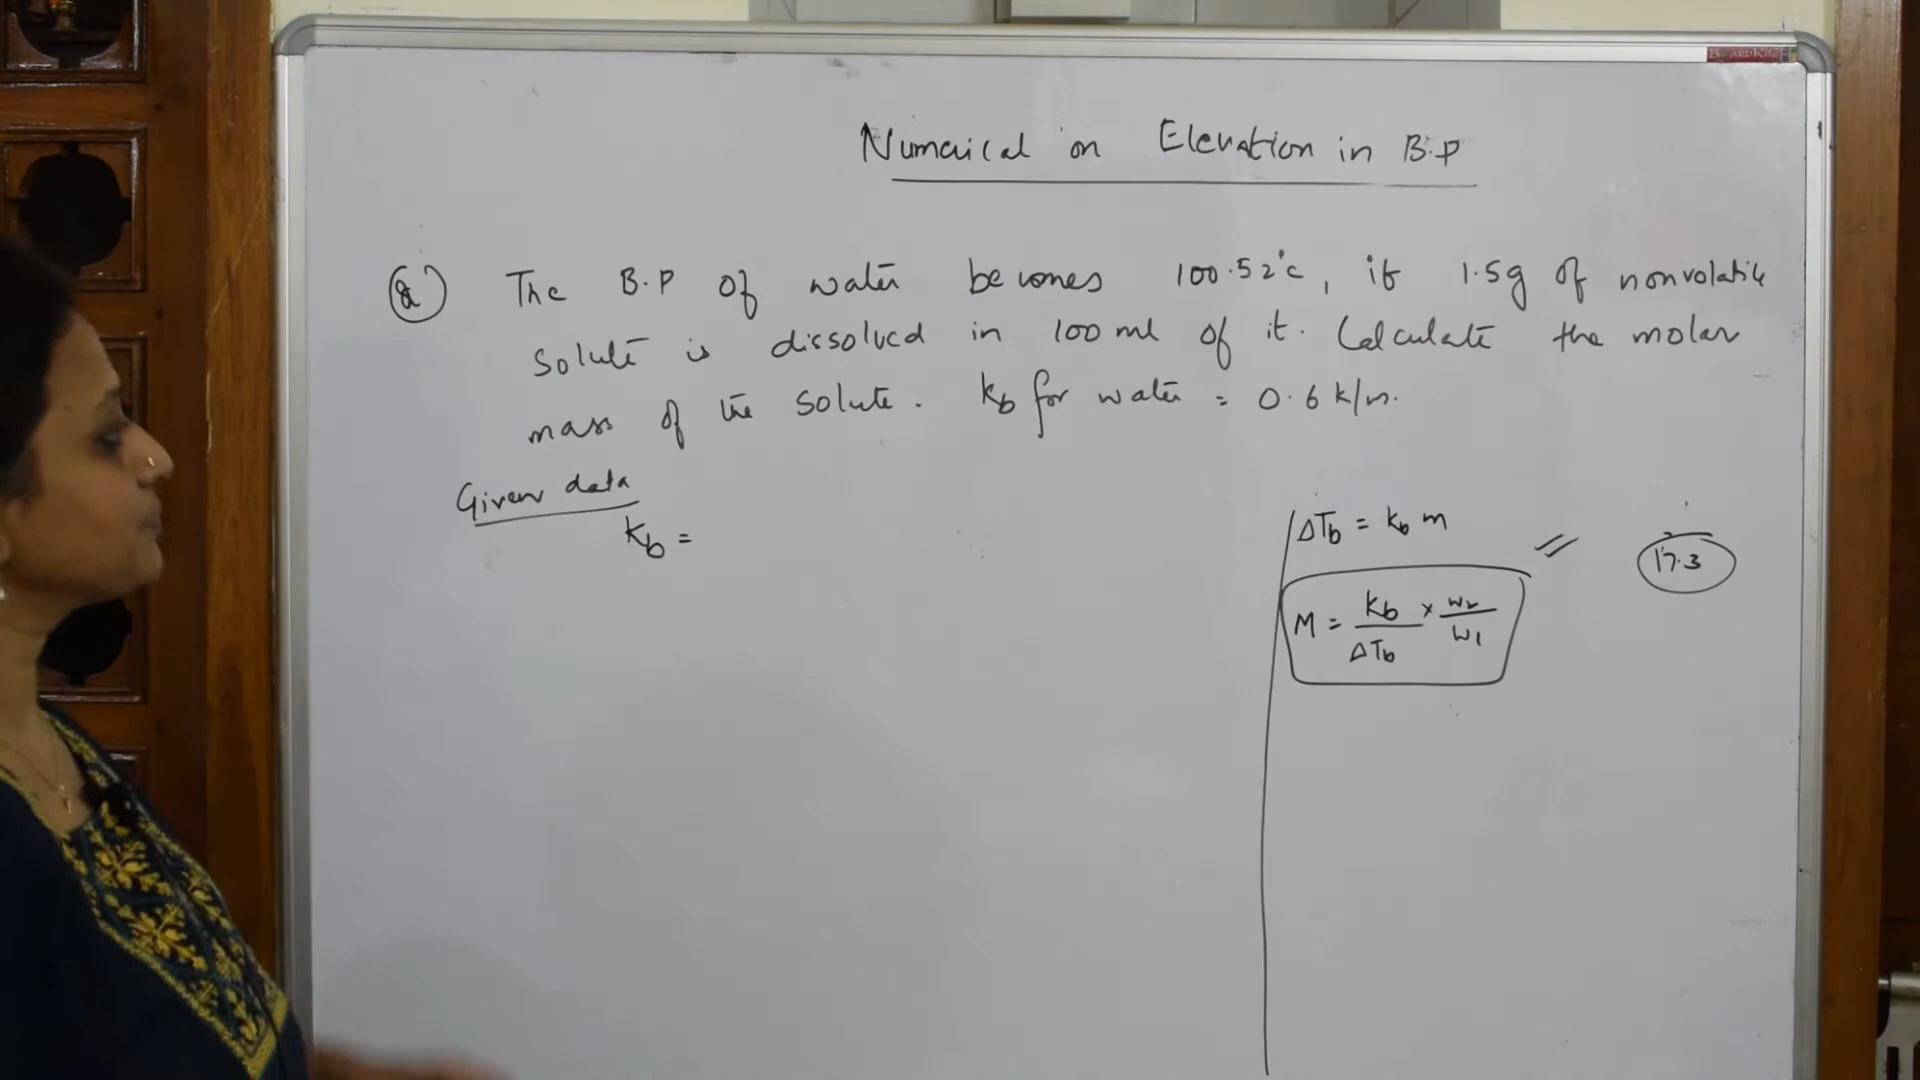 Numerical on Elevation in B.P
Q The B.P of water becomes 100.52°c, if 1.5g of nonvolatile
solute is dissolved in 100 ml of it. Calculate the molar
mass of the solute. Kb for water = 0.6 k/m.
Given data
Kb =
ΔTb = Kb m
17.3
M = Kb/ΔTb × W2/W1